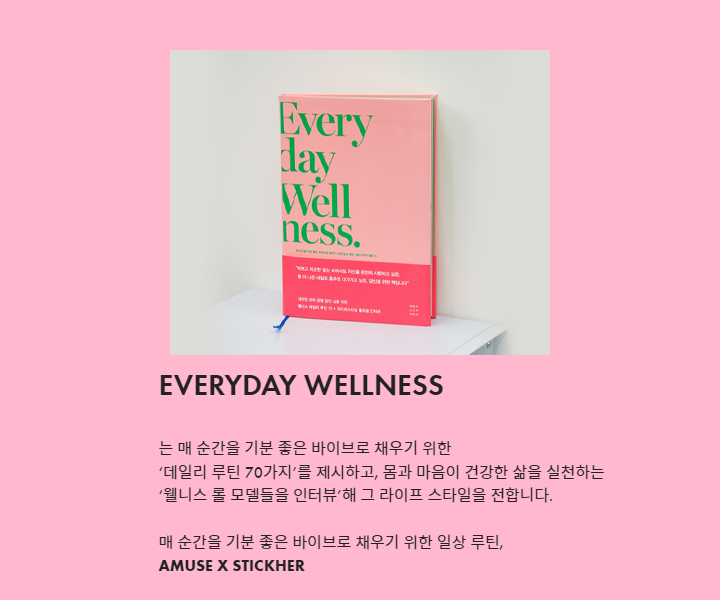 Every
day
Well
ness.
EVERYDAY WELLNESS
는 매 순간을 기분 좋은 바이브로 채우기 위한
‘데일리 루틴 70가지’를 제시하고, 몸과 마음이 건강한 삶을 실천하는
‘웰니스 롤 모델들을 인터뷰’해 그 라이프 스타일을 전합니다.
매 순간을 기분 좋은 바이브로 채우기 위한 일상 루틴,
AMUSE X STICKHER